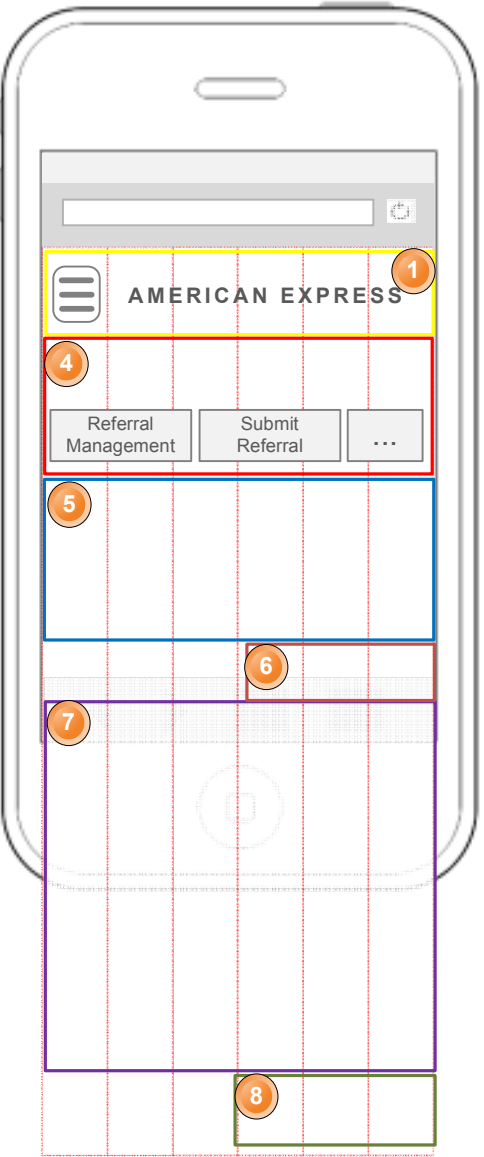 1
AMERICAN EXPRESS
4
Referral
Management
Submit
Referral
...
5
6
7
8